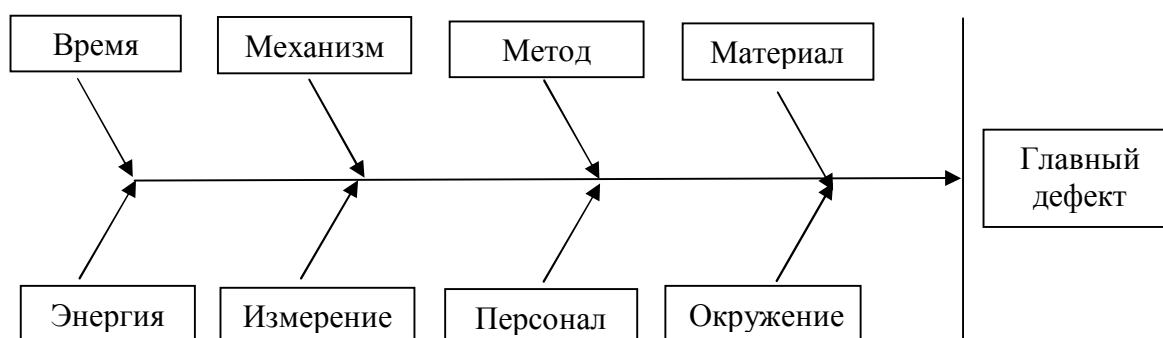 Время
Механизм
Метод
Материал
Главный
дефект
Энергия
Измерение
Персонал
Окружение